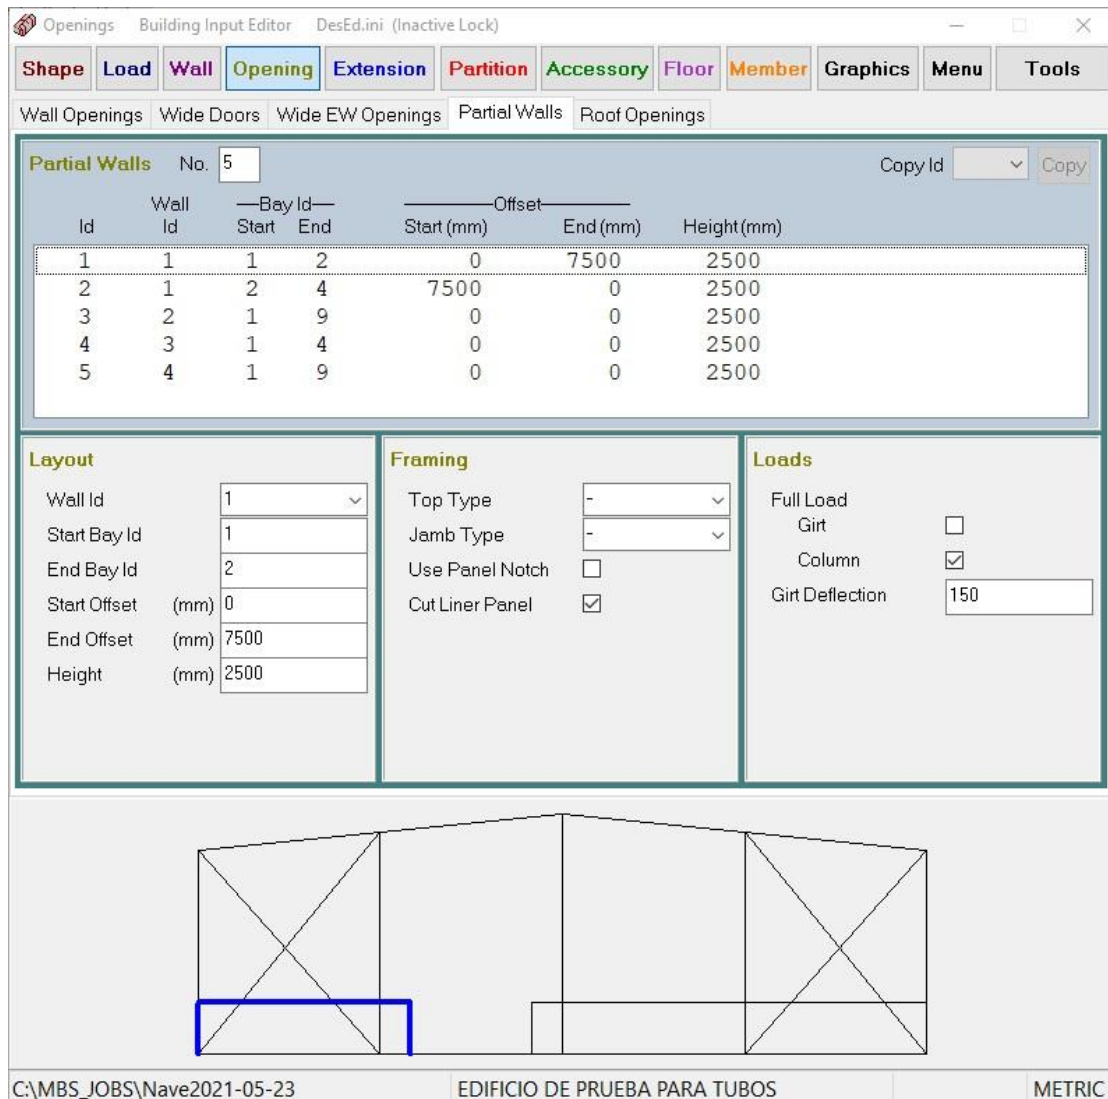 Openings Building Input Editor DesEd.ini (Inactive Lock)
Shape Load Wall Opening Extension Partition Accessory Floor Member Graphics Menu Tools
Wall Openings Wide Doors Wide EW Openings Partial Walls Roof Openings
Partial Walls No. 5 Copy Id Copy
Wall Bay Id Offset
Id Id Start End Start (mm) End (mm) Height (mm)
1 1 1 2 0 7500 2500
2 1 2 4 7500 0 2500
3 2 1 9 0 0 2500
4 3 1 4 0 0 2500
5 4 1 9 0 0 2500
Layout Framing Loads
Wall Id 1 Top Type - Full Load
Start Bay Id 1 Jamb Type - Girt
End Bay Id 2 Use Panel Notch Column
Start Offset (mm) 0 Cut Liner Panel Girt Deflection 150
End Offset (mm) 7500
Height (mm) 2500
C:\MBS_JOBS\Nave2021-05-23 EDIFICIO DE PRUEBA PARA TUBOS METRIC